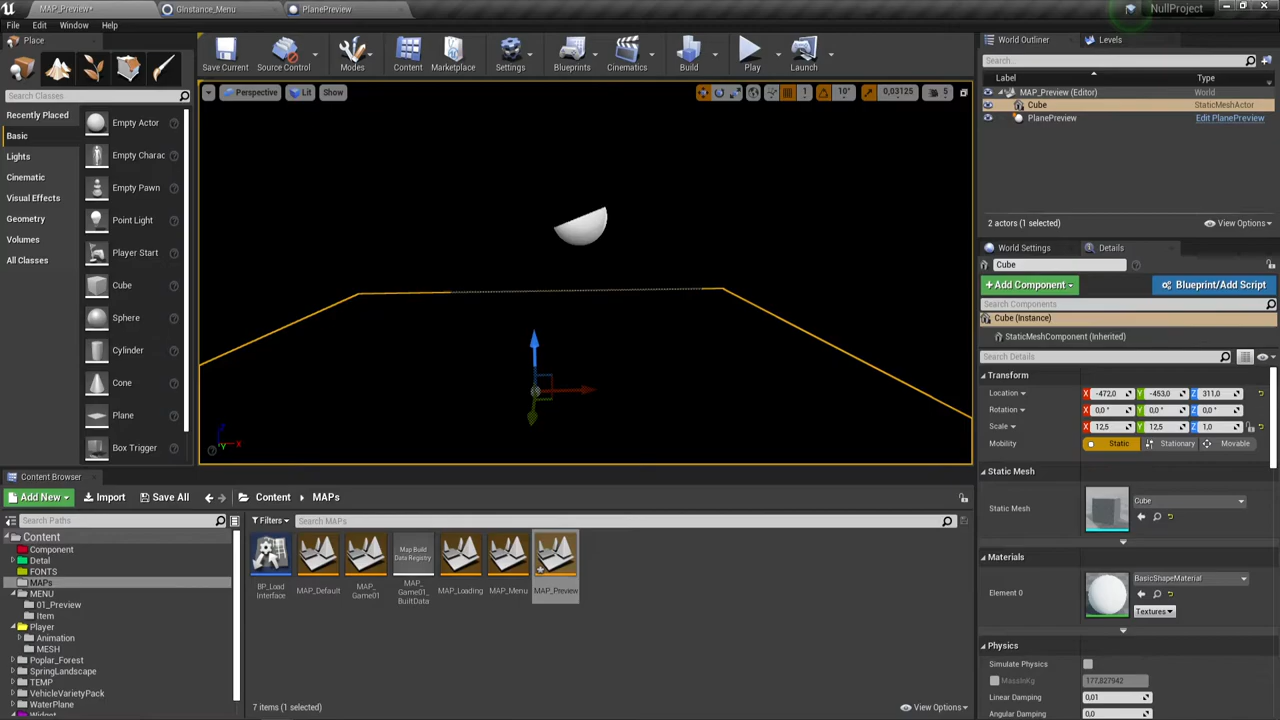 MAP_Preview*
GInstance_Menu
PlanePreview
NullProject
File Edit Window Help
Place
Search Classes
Recently Placed
Basic
Lights
Cinematic
Visual Effects
Geometry
Volumes
All Classes
Empty Actor
Empty Charac
Empty Pawn
Point Light
Player Start
Cube
Sphere
Cylinder
Cone
Plane
Box Trigger
Save Current
Source Control
Modes
Content
Marketplace
Settings
Blueprints
Cinematics
Build
Play
Launch
Perspective Lit Show
1 10° 0,03125 5
Z
X
Y
World Outliner Levels
Search...
Label Type
MAP_Preview (Editor) World
Cube StaticMeshActor
PlanePreview Edit PlanePreview
2 actors (1 selected) View Options
World Settings Details
Cube
+Add Component Blueprint/Add Script
Search Components
Cube (Instance)
StaticMeshComponent (Inherited)
Search Details
Transform
Location X -472,0 Y -453,0 Z 311,0
Rotation X 0,0° Y 0,0° Z 0,0°
Scale X 12,5 Y 12,5 Z 1,0
Mobility Static Stationary Movable
Static Mesh
Static Mesh Cube
Materials
Element 0 BasicShapeMaterial
Textures
Physics
Simulate Physics
MassInKg 177,827942
Linear Damping 0,01
Angular Damping 0,0
Content Browser
Add New Import Save All Content MAPs
Search Paths
Filters Search MAPs
Content
Component
Detal
FONTS
MAPs
MENU
01_Preview
Item
Player
Animation
MESH
Poplar_Forest
SpringLandscape
TEMP
VehicleVarietyPack
WaterPlane
Widget
BP_Load
Interface
MAP_Default
MAP_
Game01
Map Build
Data Registry
MAP_
Game01_
BuiltData
MAP_Loading
MAP_Menu
MAP_Preview
7 items (1 selected) View Options